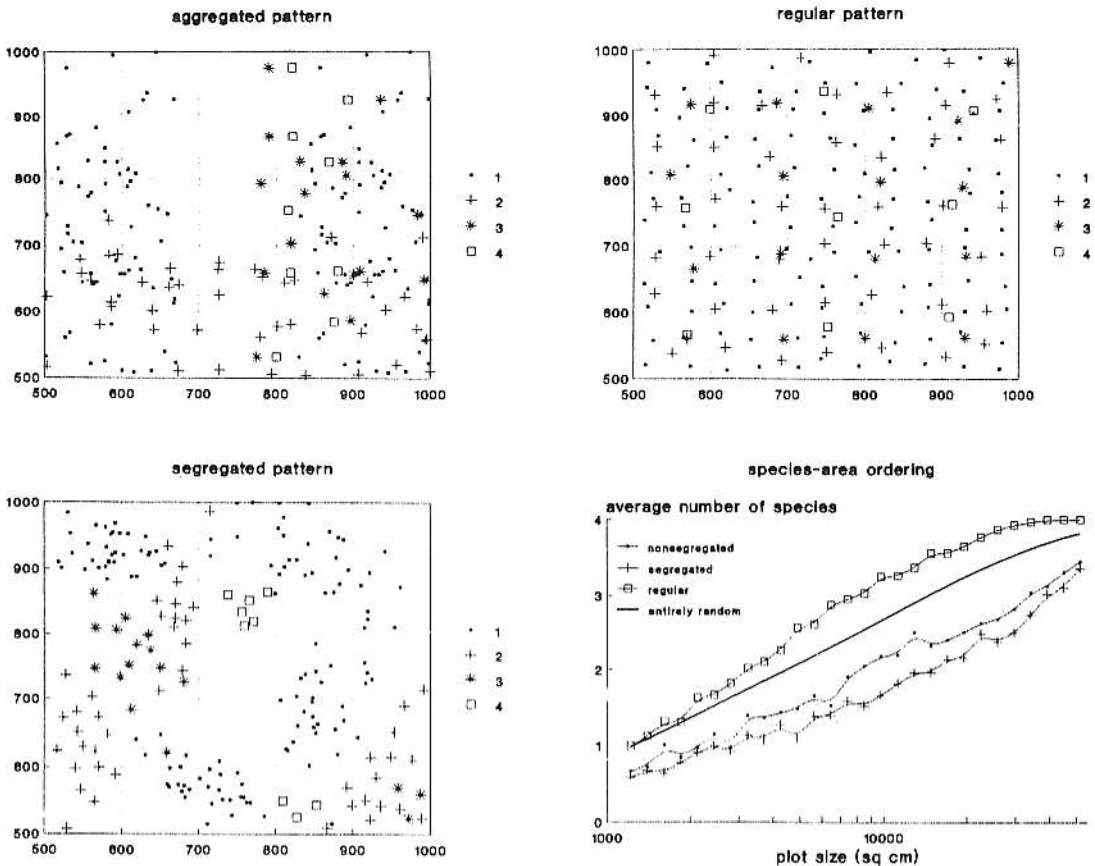 aggregated pattern
1000
900
800
700
600
500
500 600 700 800 900 1000
1
2
3
4
regular pattern
1000
900
800
700
600
500
500 600 700 800 900 1000
1
2
3
4
segregated pattern
1000
900
800
700
600
500
500 600 700 800 900 1000
1
2
3
4
species-area ordering
average number of species
4
3
2
1
0
nonsegregated
segregated
regular
entirely random
1000 10000
plot size (sq cm)